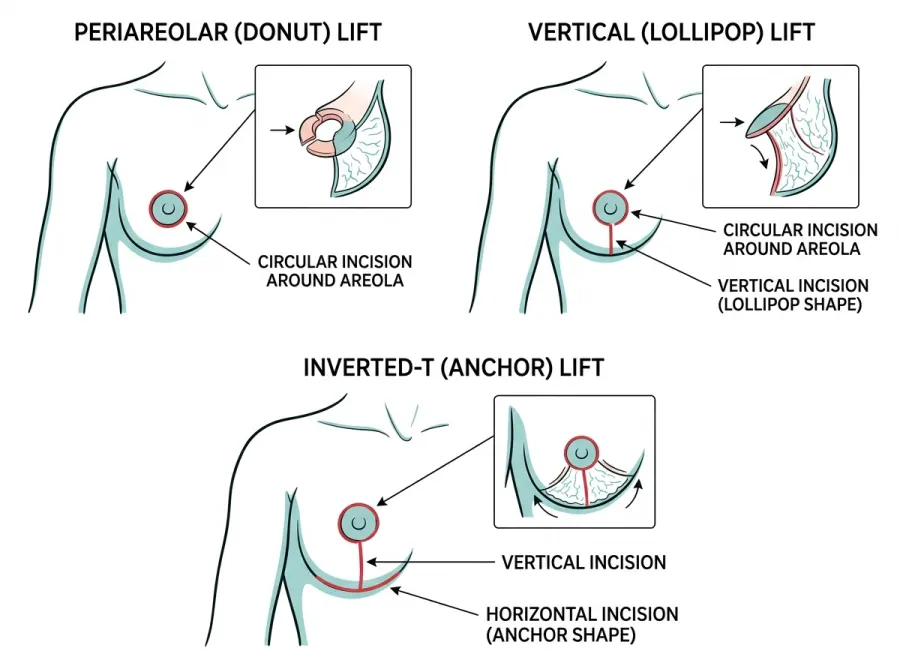 PERIAREOLAR (DONUT) LIFT
VERTICAL (LOLLIPOP) LIFT
CIRCULAR INCISION
AROUND AREOLA
CIRCULAR INCISION
AROUND AREOLA
VERTICAL INCISION
(LOLLIPOP SHAPE)
INVERTED-T (ANCHOR) LIFT
VERTICAL INCISION
HORIZONTAL INCISION
(ANCHOR SHAPE)